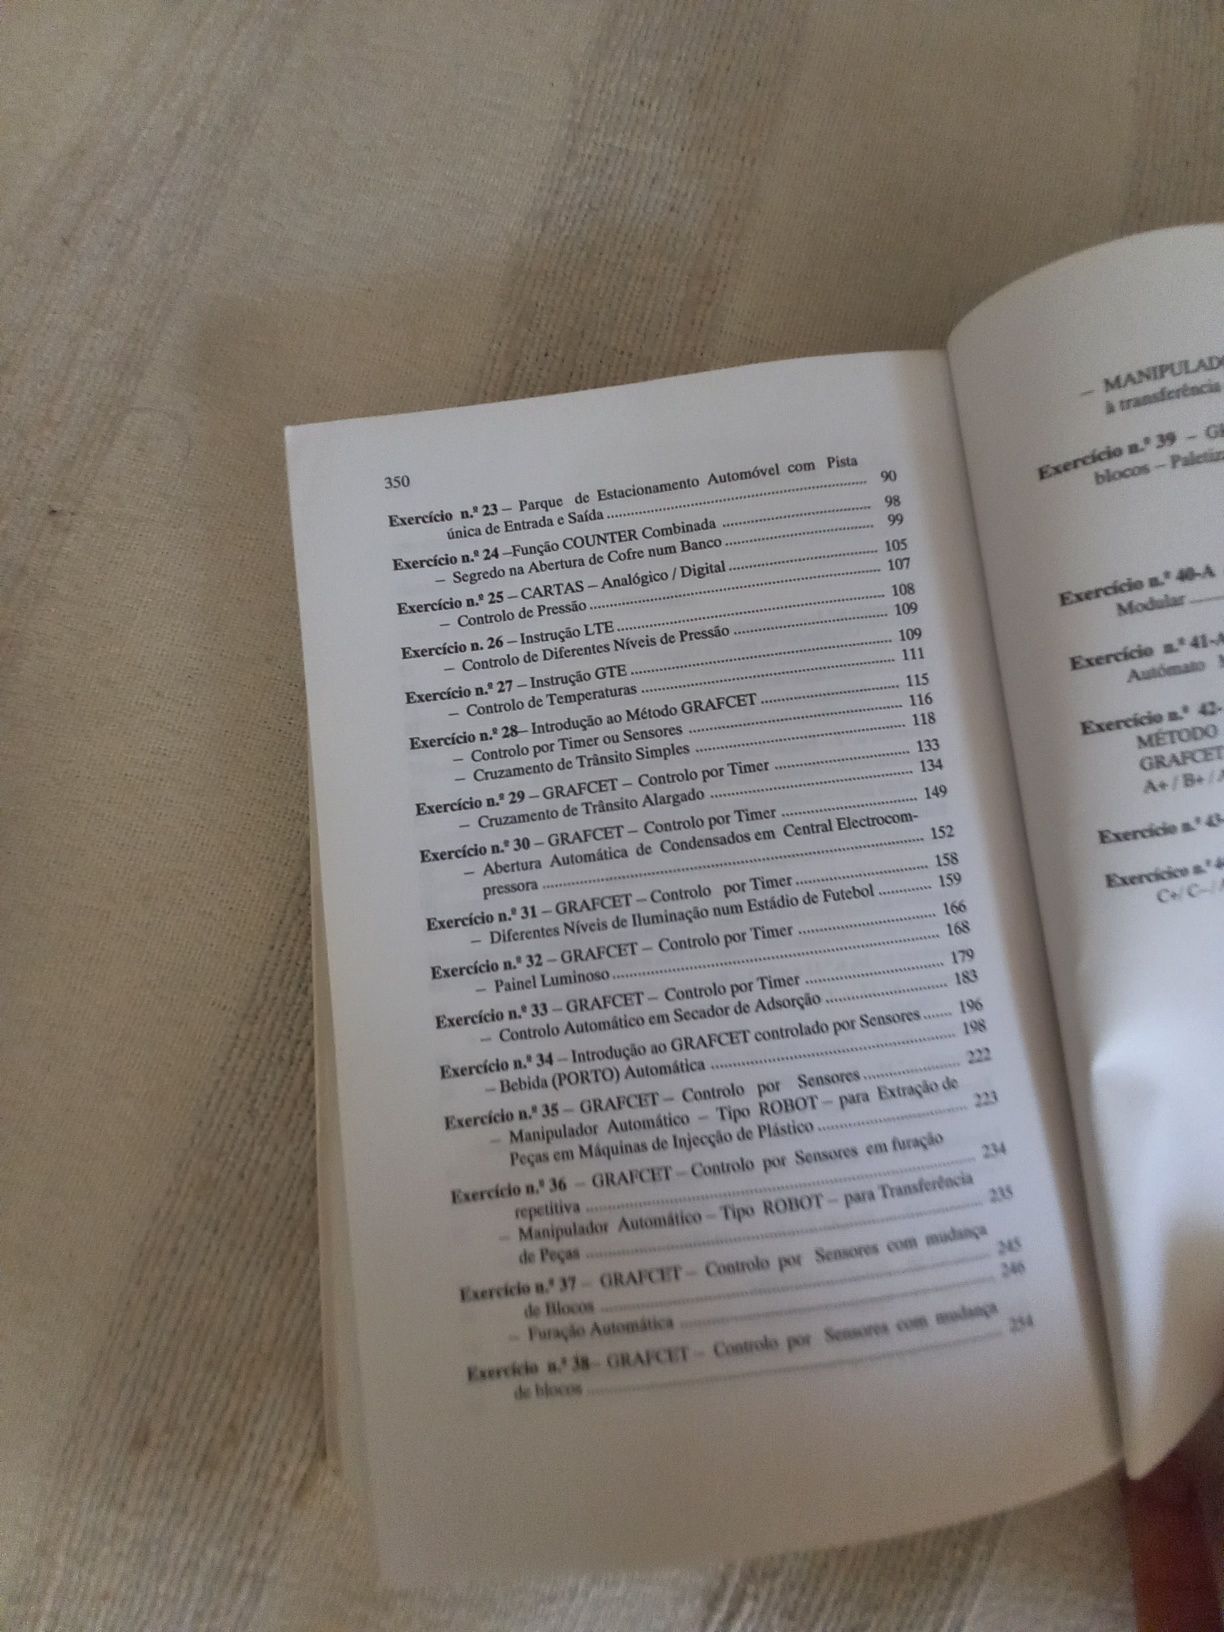 350
Exercício n.º 23 – Parque de Estacionamento Automóvel com Pista
única de Entrada e Saída ........................................ 90
Exercício n.º 24 –Função COUNTER Combinada ........................ 98
– Segredo na Abertura de Cofre num Banco ........................ 99
Exercício n.º 25 – CARTAS – Analógico / Digital ........................ 105
– Controlo de Pressão ........................................ 107
Exercício n. 26 – Instrução LTE ........................................ 108
– Controlo de Diferentes Níveis de Pressão ........................ 109
Exercício n.º 27 – Instrução GTE ........................................ 109
– Controlo de Temperaturas ........................................ 111
Exercício n.º 28– Introdução ao Método GRAFCET ........................ 115
– Controlo por Timer ou Sensores ........................ 116
– Cruzamento de Trânsito Simples ........................ 118
Exercício n.º 29 – GRAFCET – Controlo por Timer ........................ 133
– Cruzamento de Trânsito Alargado ........................ 134
Exercício n.º 30 – GRAFCET – Controlo por Timer ........................ 149
– Abertura Automática de Condensados em Central Electrocom-
pressora ........................................ 152
Exercício n.º 31 – GRAFCET – Controlo por Timer ........................ 158
– Diferentes Níveis de Iluminação num Estádio de Futebol ............ 159
Exercício n.º 32 – GRAFCET – Controlo por Timer ........................ 166
– Painel Luminoso ........................................ 168
Exercício n.º 33 – GRAFCET – Controlo por Timer ........................ 179
– Controlo Automático em Secador de Adsorção ........................ 183
Exercício n.º 34 – Introdução ao GRAFCET controlado por Sensores ....... 196
– Bebida (PORTO) Automática ........................................ 198
Exercício n.º 35 – GRAFCET – Controlo por Sensores .................... 222
– Manipulador Automático – Tipo ROBOT – para Extração de
Peças em Máquinas de Injecção de Plástico ........................ 223
Exercício n.º 36 – GRAFCET – Controlo por Sensores em furação
repetitiva ........................................ 234
– Manipulador Automático – Tipo ROBOT – para Transferência
de Peças ........................................ 235
Exercício n.º 37 – GRAFCET – Controlo por Sensores com mudança
de Blocos ........................................ 245
– Furação Automática ........................................ 246
Exercício n.º 38– GRAFCET – Controlo por Sensores com mudança
de blocos ........................................ 254
– 
à transferência
Exercício n.º 39 –
blocos –
Exercício n.º 40-A
Modular
Exercício n.º
Autómato
Exercício n.º
MÉTODO
GRAFCET
A+ / B+ /
Exercício n.º
Exercícico n.º
C+/ C– /